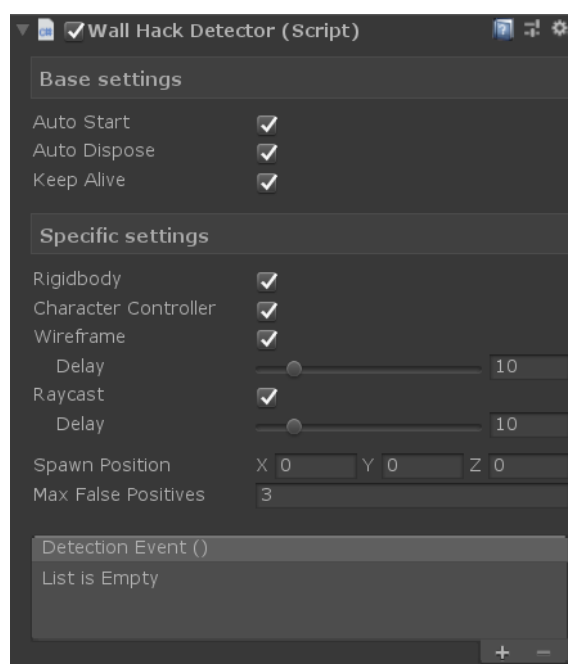 Wall Hack Detector (Script)
Base settings
Auto Start
Auto Dispose
Keep Alive
Specific settings
Rigidbody
Character Controller
Wireframe
Delay 10
Raycast
Delay 10
Spawn Position X 0 Y 0 Z 0
Max False Positives 3
Detection Event ()
List is Empty
+ −